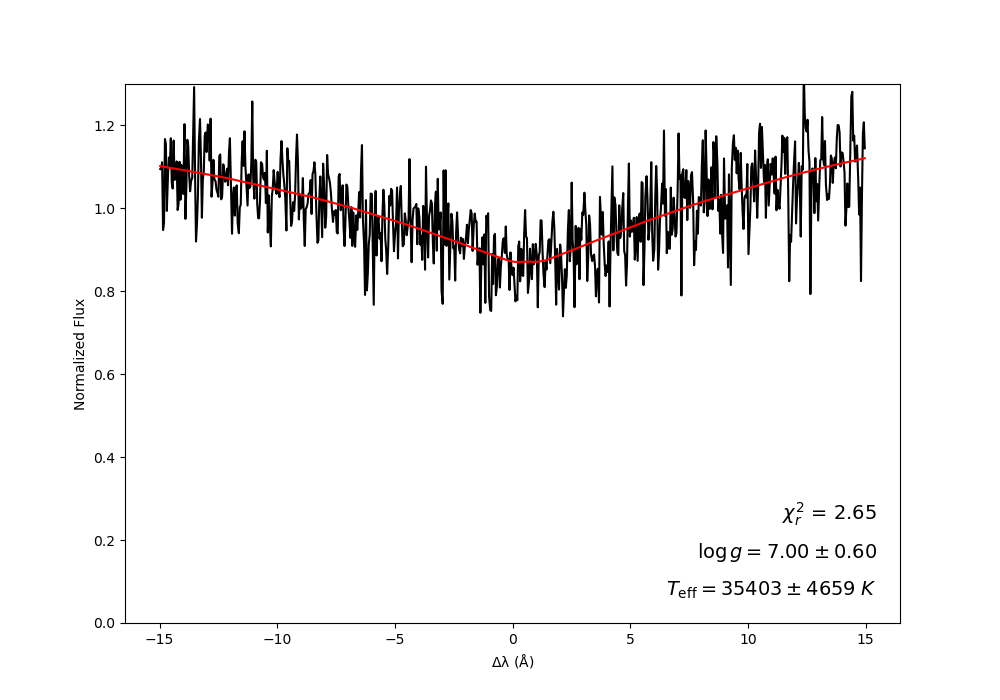 Normalized Flux
1.2
1.0
0.8
0.6
0.4
0.2
0.0
χ²ᵣ = 2.65
log g = 7.00 ± 0.60
T_eff = 35403 ± 4659 K
−15 −10 −5 0 5 10 15
Δλ (Å)